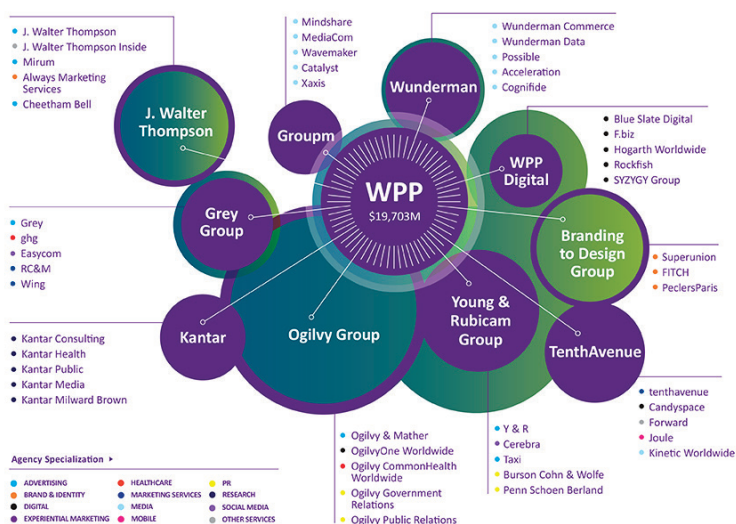 J. Walter Thompson
J. Walter Thompson Inside
Mirum
Always Marketing
Services
Cheetham Bell
J. Walter
Thompson
Mindshare
MediaCom
Wavemaker
Catalyst
Xaxis
Groupm
Wunderman
Wunderman Commerce
Wunderman Data
Possible
Acceleration
Cognifide
WPP
Digital
Blue Slate Digital
F.biz
Hogarth Worldwide
Rockfish
SYZYGY Group
WPP
$19,703M
Grey
Group
Grey
ghg
Easycom
RC&M
Wing
Branding
to Design
Group
Superunion
FITCH
PeclersParis
Kantar
Kantar Consulting
Kantar Health
Kantar Public
Kantar Media
Kantar Milward Brown
Ogilvy Group
Young &
Rubicam
Group
TenthAvenue
tenthavenue
Candyspace
Forward
Joule
Kinetic Worldwide
Ogilvy & Mather
OgilvyOne Worldwide
Ogilvy CommonHealth
Worldwide
Ogilvy Government
Relations
Ogilvy Public Relations
Y & R
Cerebra
Taxi
Burson Cohn & Wolfe
Penn Schoen Berland
Agency Specialization
ADVERTISING
BRAND & IDENTITY
DIGITAL
EXPERIENTIAL MARKETING
HEALTHCARE
MARKETING SERVICES
MEDIA
MOBILE
PR
RESEARCH
SOCIAL MEDIA
OTHER SERVICES